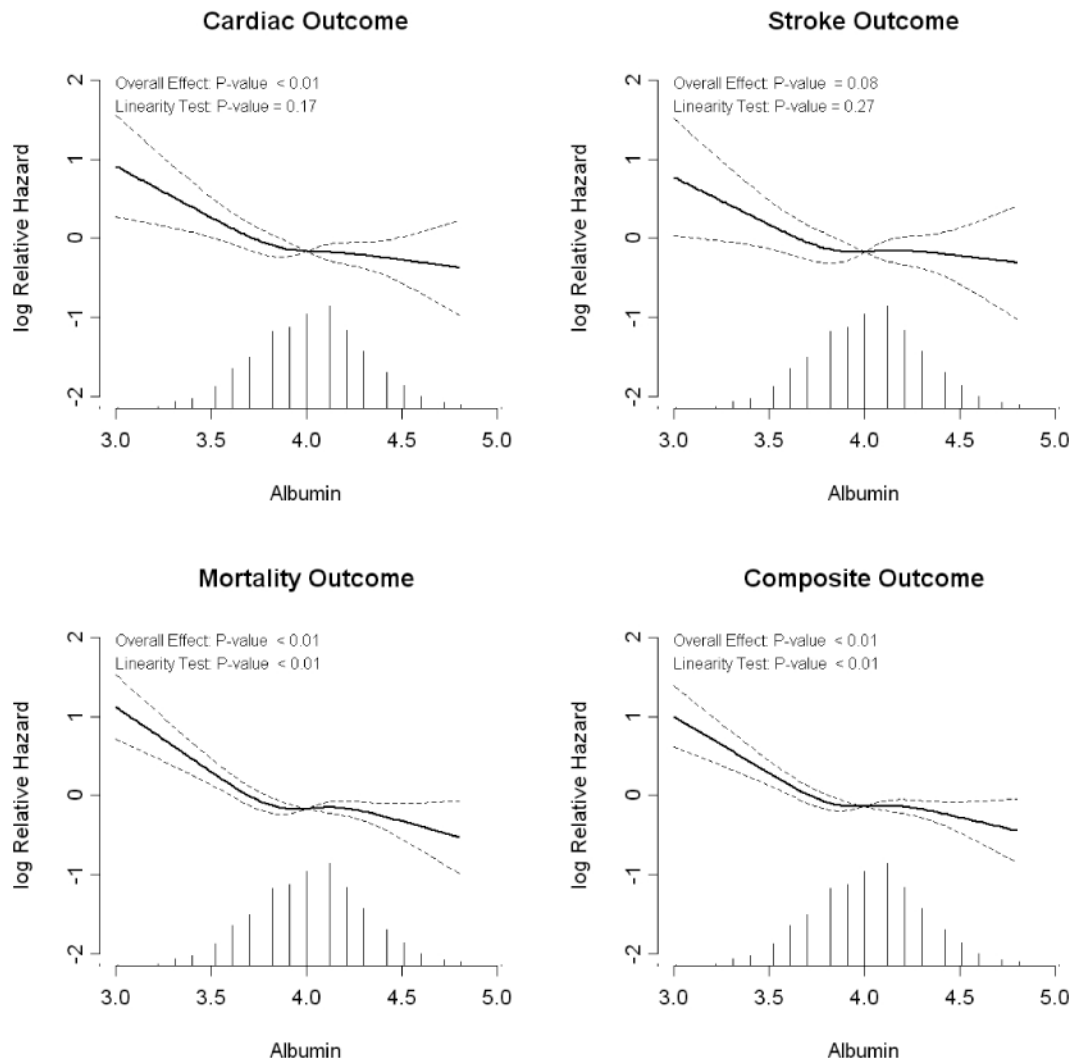 Cardiac Outcome
Overall Effect: P-value < 0.01
Linearity Test: P-value = 0.17
log Relative Hazard
2
1
0
-1
-2
3.0 3.5 4.0 4.5 5.0
Albumin
Stroke Outcome
Overall Effect: P-value = 0.08
Linearity Test: P-value = 0.27
log Relative Hazard
2
1
0
-1
-2
3.0 3.5 4.0 4.5 5.0
Albumin
Mortality Outcome
Overall Effect: P-value < 0.01
Linearity Test: P-value < 0.01
log Relative Hazard
2
1
0
-1
-2
3.0 3.5 4.0 4.5 5.0
Albumin
Composite Outcome
Overall Effect: P-value < 0.01
Linearity Test: P-value < 0.01
log Relative Hazard
2
1
0
-1
-2
3.0 3.5 4.0 4.5 5.0
Albumin